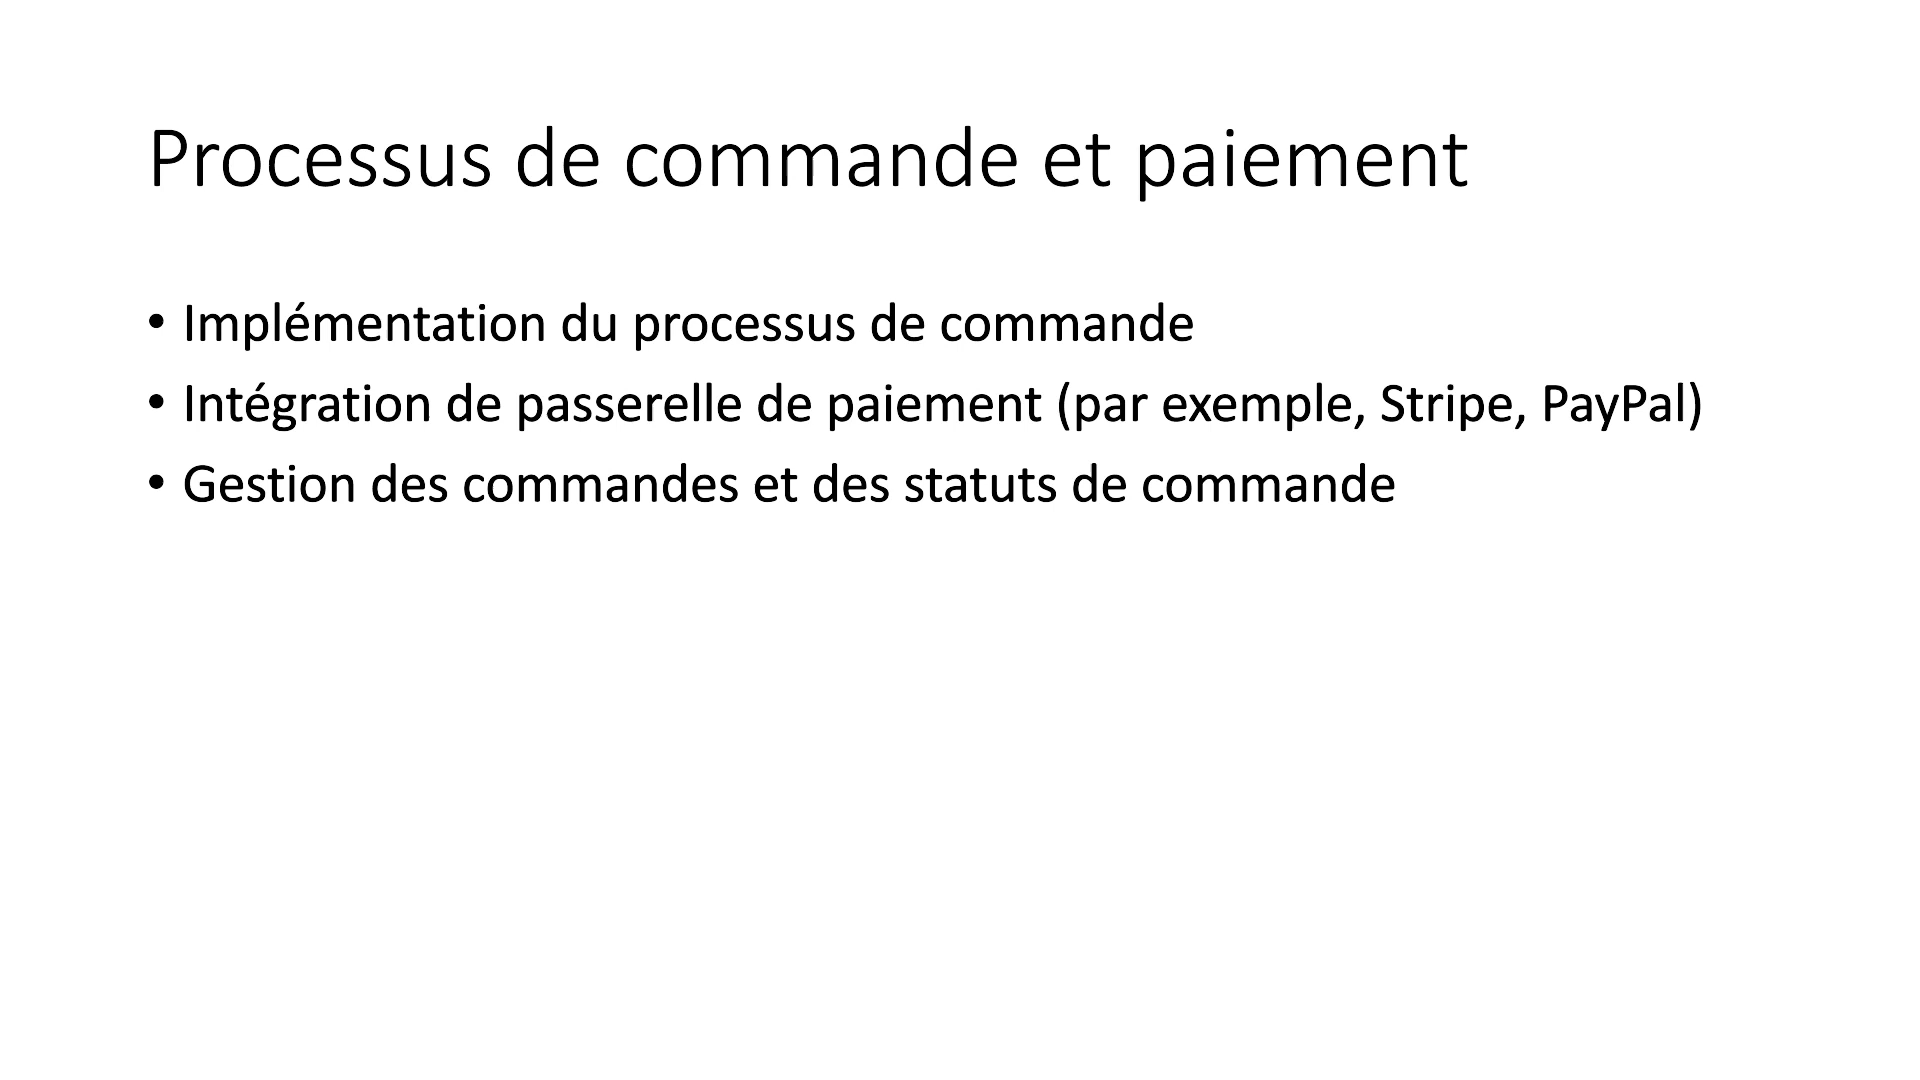 Processus de commande et paiement
• Implémentation du processus de commande
• Intégration de passerelle de paiement (par exemple, Stripe, PayPal)
• Gestion des commandes et des statuts de commande